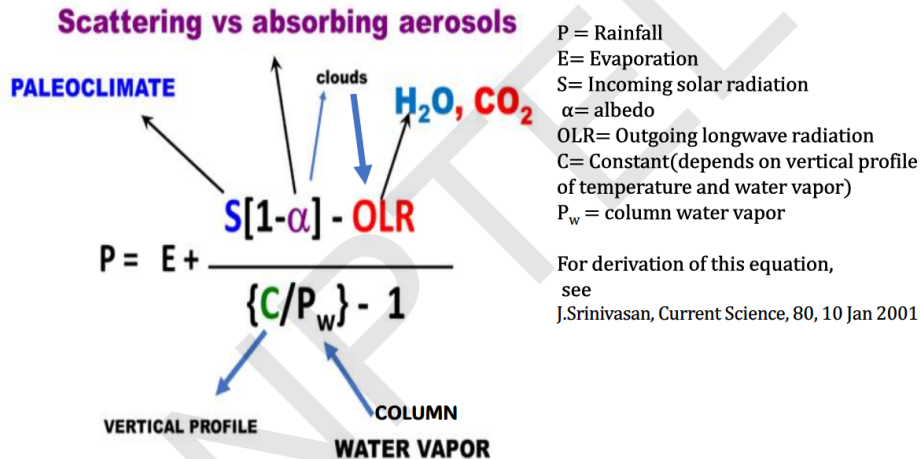 Scattering vs absorbing aerosols
PALEOCLIMATE
clouds
H₂O, CO₂
S[1-α] - OLR
P = E +
{C/Pw} - 1
VERTICAL PROFILE
COLUMN
WATER VAPOR
P = Rainfall
E= Evaporation
S= Incoming solar radiation
α= albedo
OLR= Outgoing longwave radiation
C= Constant(depends on vertical profile
of temperature and water vapor)
Pw = column water vapor
For derivation of this equation,
see
J.Srinivasan, Current Science, 80, 10 Jan 2001
NPTEL